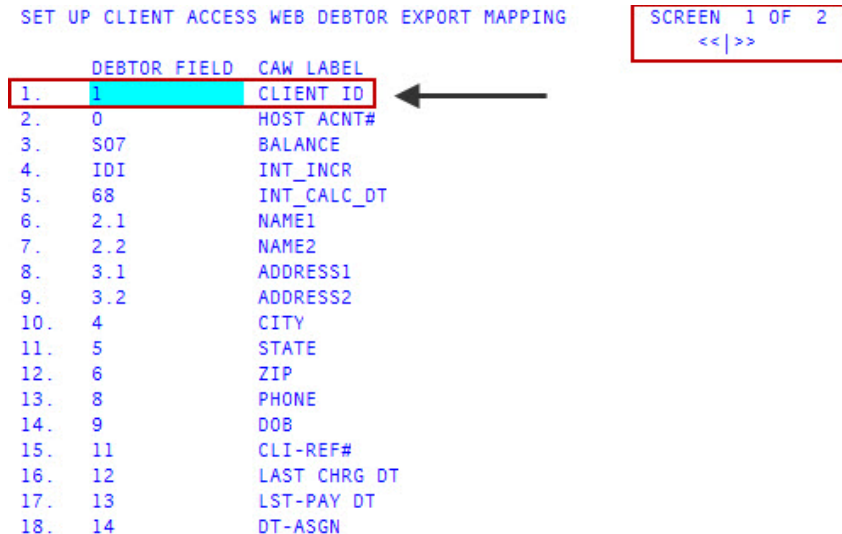 SET UP CLIENT ACCESS WEB DEBTOR EXPORT MAPPING SCREEN 1 OF 2
<<|>>
DEBTOR FIELD CAW LABEL
1. 1 CLIENT ID
2. 0 HOST ACNT#
3. S07 BALANCE
4. IDI INT_INCR
5. 68 INT_CALC_DT
6. 2.1 NAME1
7. 2.2 NAME2
8. 3.1 ADDRESS1
9. 3.2 ADDRESS2
10. 4 CITY
11. 5 STATE
12. 6 ZIP
13. 8 PHONE
14. 9 DOB
15. 11 CLI-REF#
16. 12 LAST CHRG DT
17. 13 LST-PAY DT
18. 14 DT-ASGN